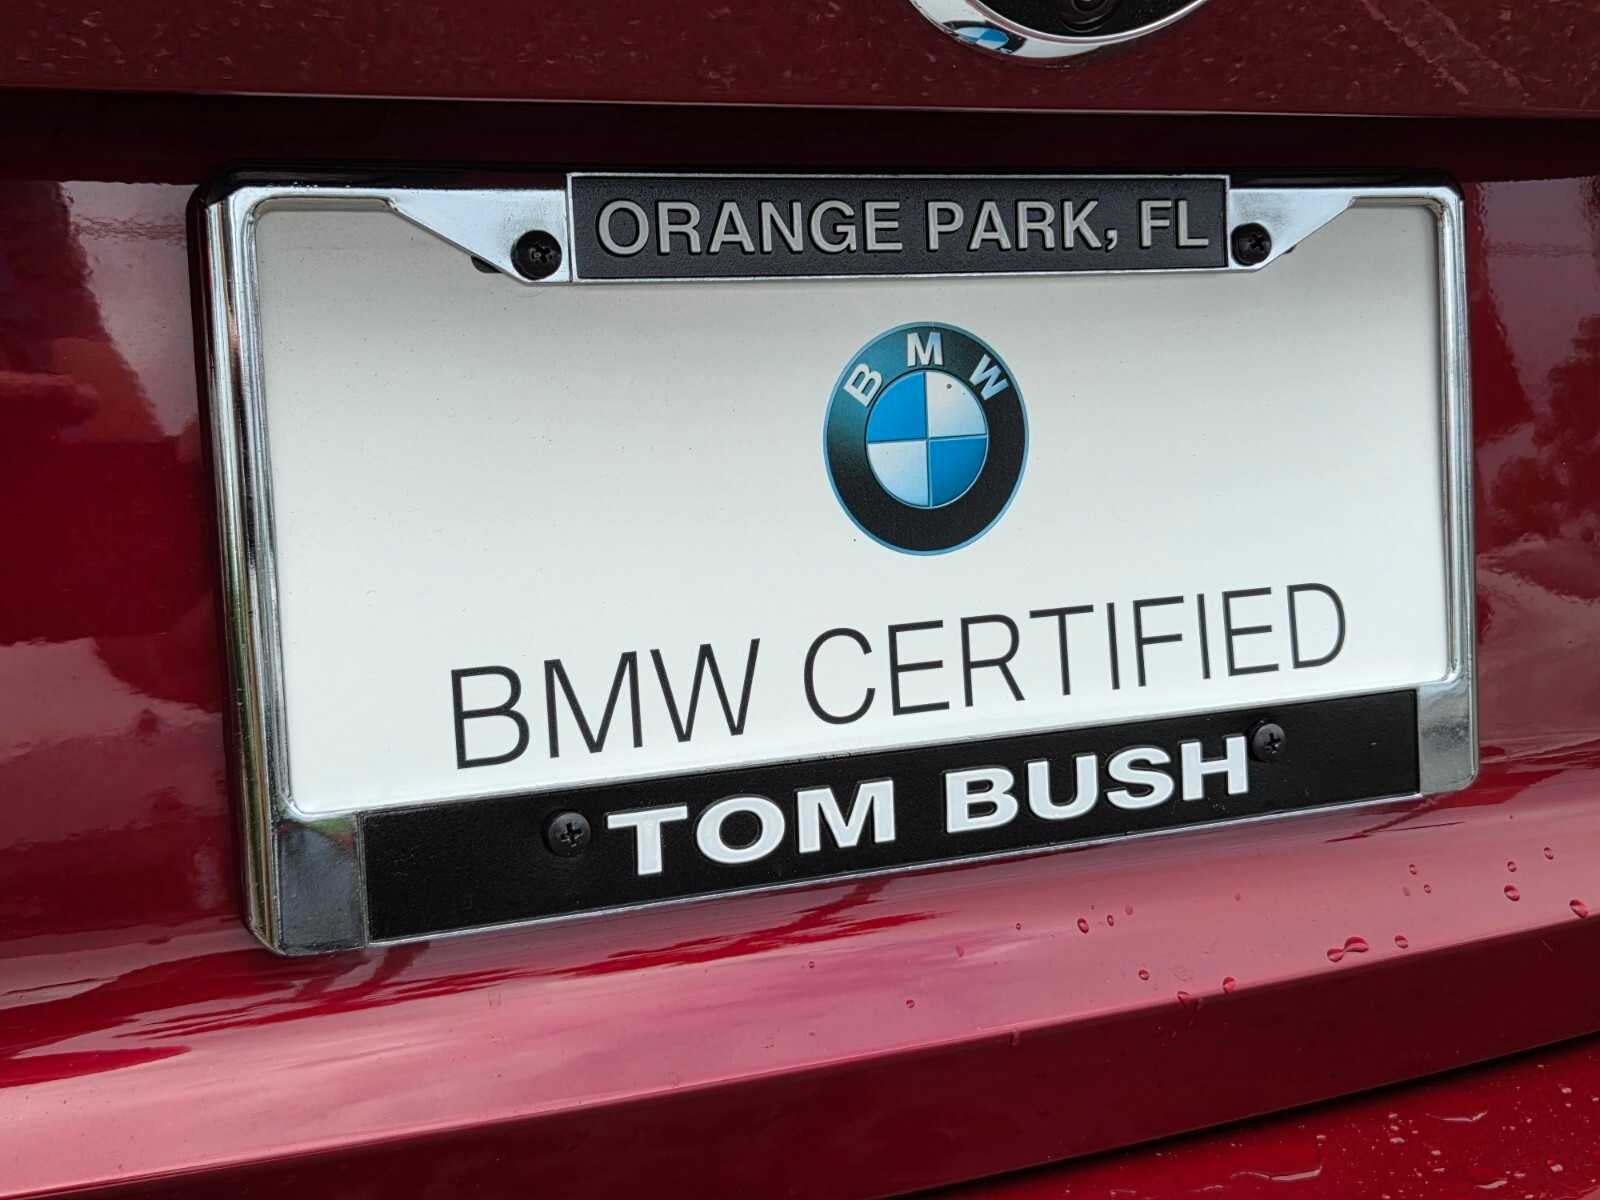 ORANGE PARK, FL
BMW
BMW CERTIFIED
TOM BUSH